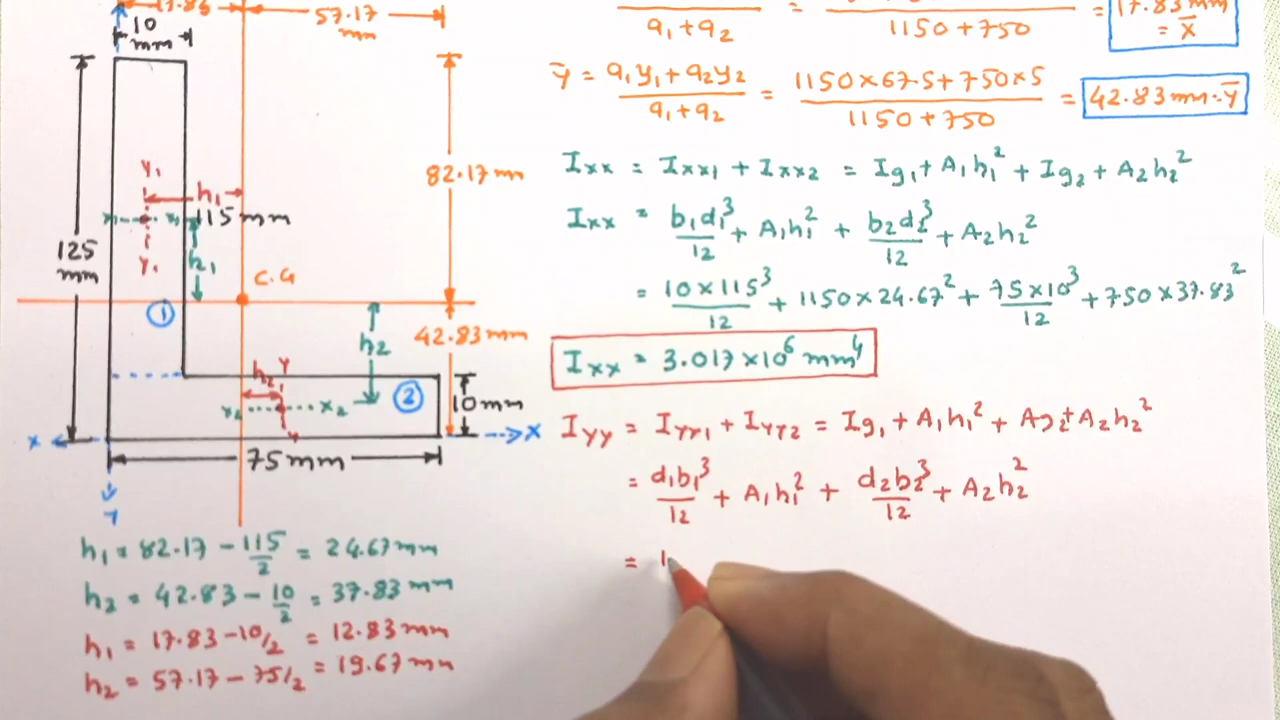 17.83
57.17
mm
10
mm
82.17 mm
Y₁
h₁
x₁ x₁ 115 mm
125
mm
h₁
Y₁
C.G
①
42.83 mm
h₂
h₂ Y
x₂ x₂ ②
10 mm
x x
75 mm
Y
h₁ = 82.17 - 115/2 = 24.67 mm
h₂ = 42.83 - 10/2 = 37.83 mm
h₁ = 17.83 - 10/2 = 12.83 mm
h₂ = 57.17 - 75/2 = 19.67 mm
a₁ + a₂ = 1150 + 750 = 17.83 mm = X̄
Ȳ = a₁y₁ + a₂y₂ / a₁ + a₂ = 1150 × 67.5 + 750 × 5 / 1150 + 750 = 42.83 mm = Ȳ
Ixx = Ixx₁ + Ixx₂ = Ig₁ + A₁h₁² + Ig₂ + A₂h₂²
Ixx = b₁d₁³/12 + A₁h₁² + b₂d₂³/12 + A₂h₂²
= 10 × 115³/12 + 1150 × 24.67² + 75 × 10³/12 + 750 × 37.83²
Ixx = 3.017 × 10⁶ mm⁴
Iyy = Iyy₁ + Iyy₂ = Ig₁ + A₁h₁² + Ag₂ + A₂h₂²
= d₁b₁³/12 + A₁h₁² + d₂b₂³/12 + A₂h₂²
= 1